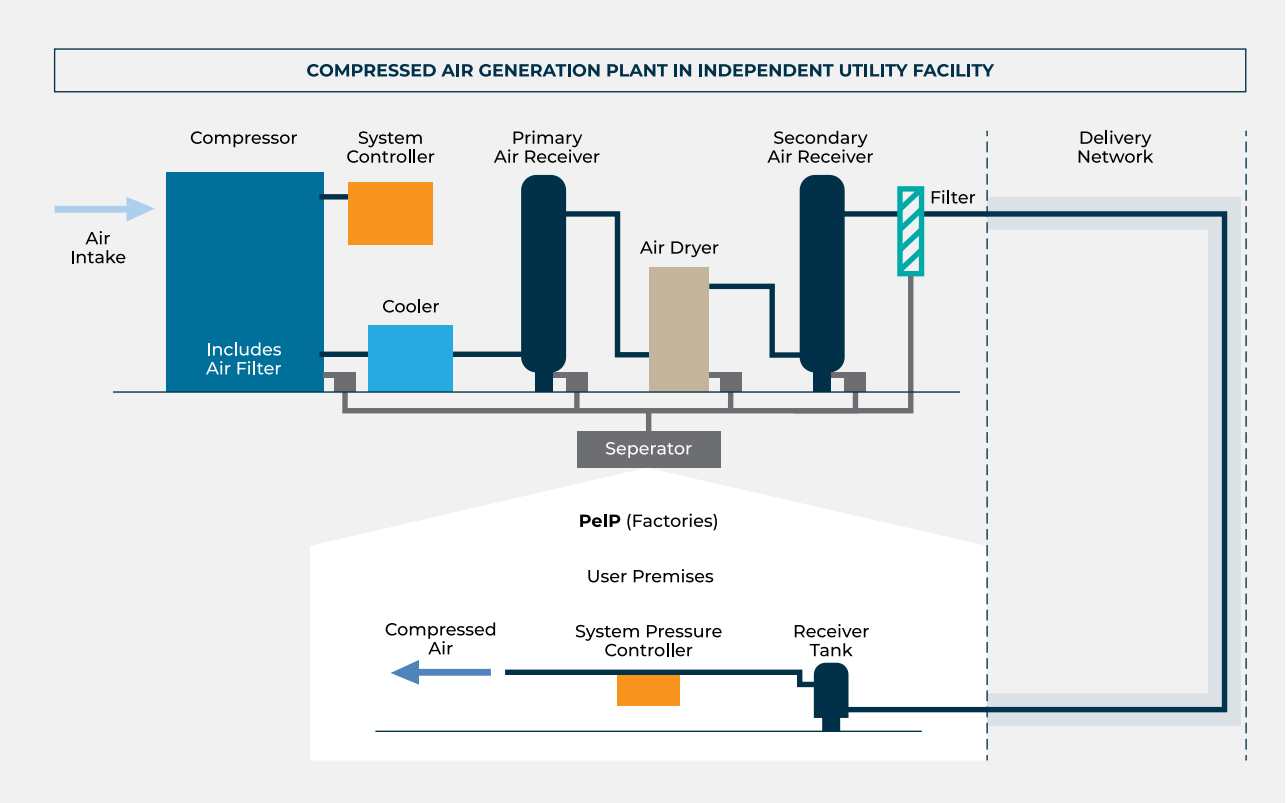 COMPRESSED AIR GENERATION PLANT IN INDEPENDENT UTILITY FACILITY
Compressor
System
Controller
Primary
Air Receiver
Secondary
Air Receiver
Delivery
Network
Filter
Air
Intake
Air Dryer
Cooler
Includes
Air Filter
Seperator
PeIP (Factories)
User Premises
Compressed
Air
System Pressure
Controller
Receiver
Tank